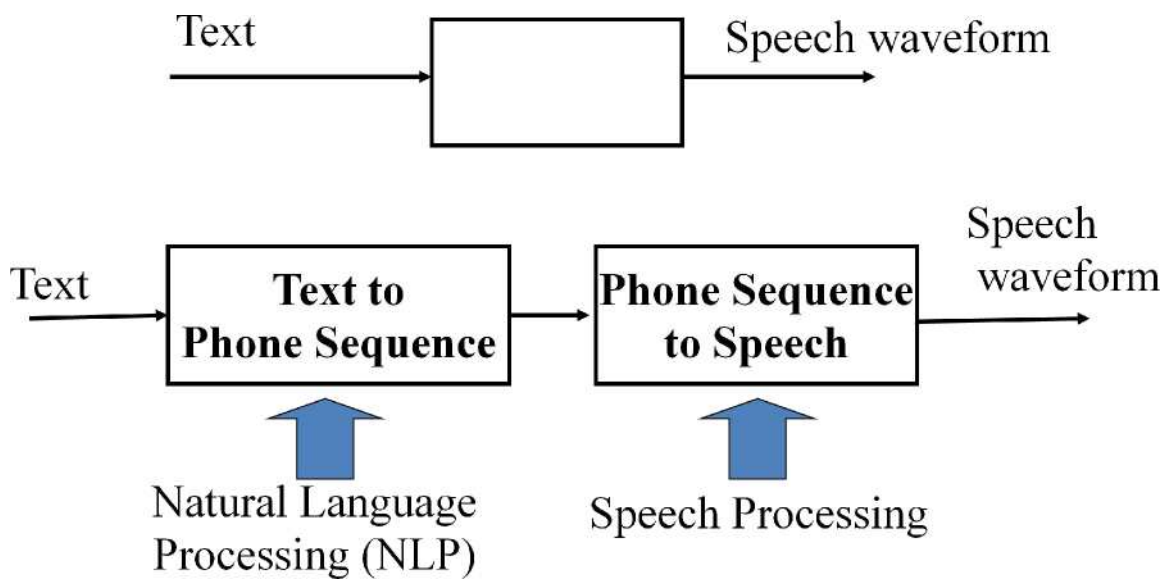 Text
Speech waveform
Speech
waveform
Text
Text to
Phone Sequence
Phone Sequence
to Speech
Natural Language
Processing (NLP)
Speech Processing